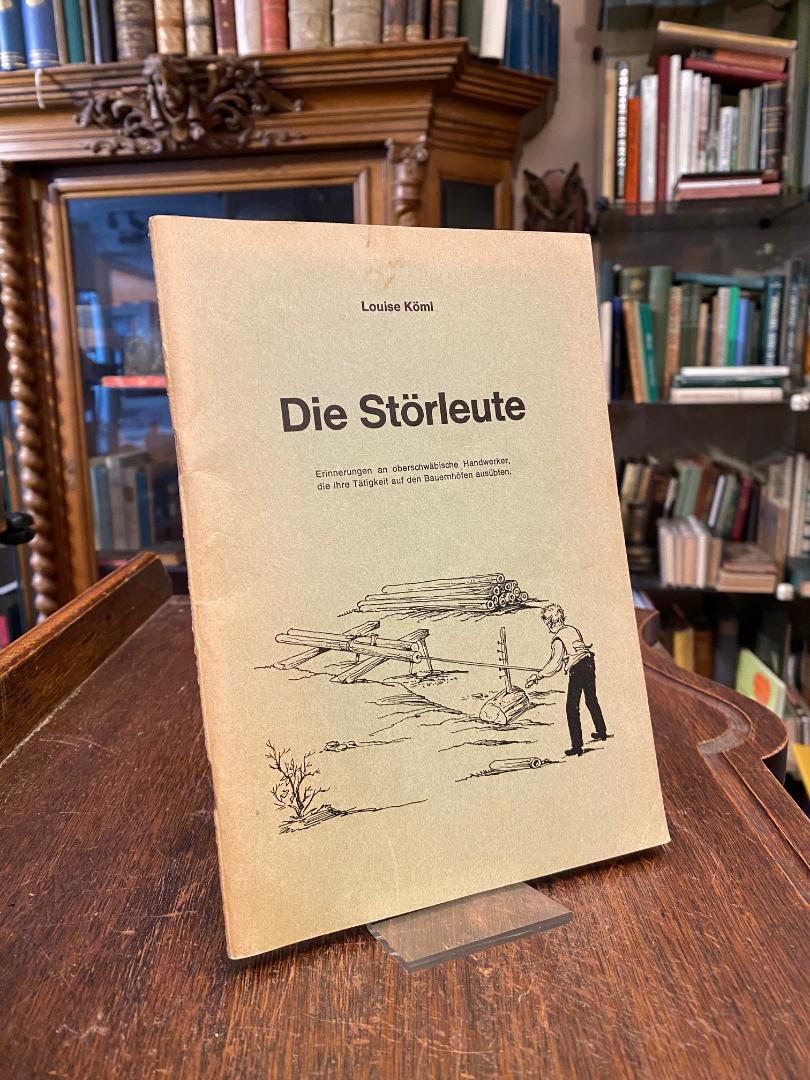 Louise Köml
Die Störleute
Erinnerungen an oberschwäbische Handwerker,
die ihre Tätigkeit auf den Bauernhöfen ausübten.